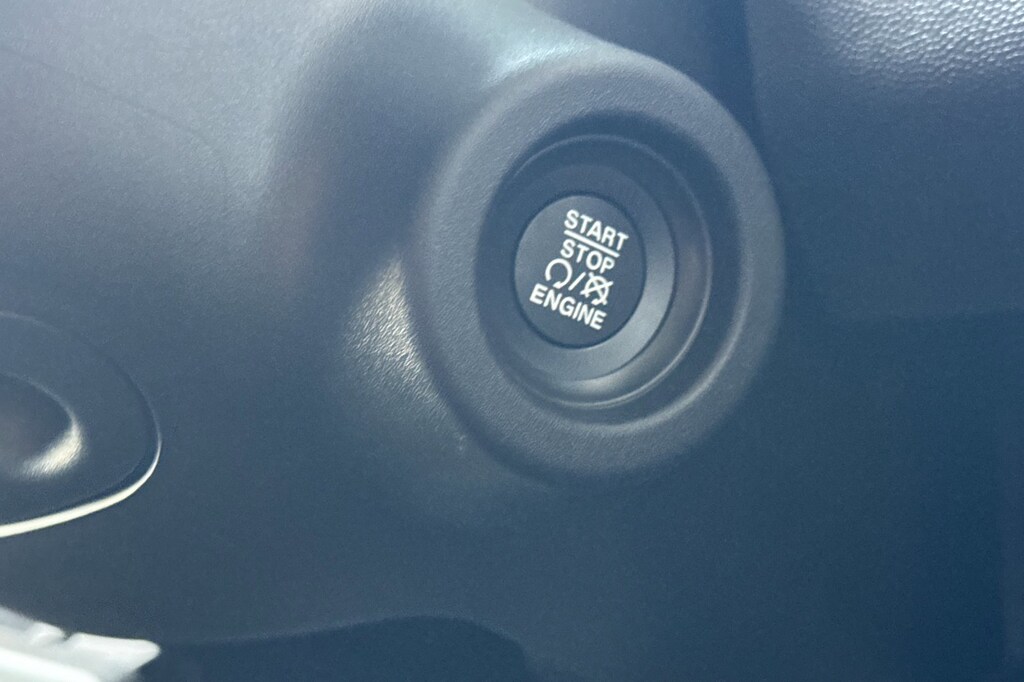 START
STOP
/
ENGINE